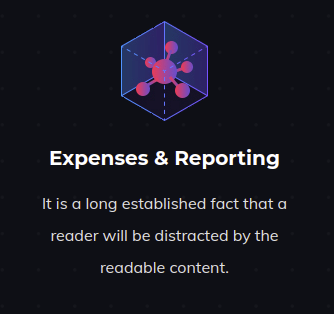 Expenses & Reporting
It is a long established fact that a
reader will be distracted by the
readable content.